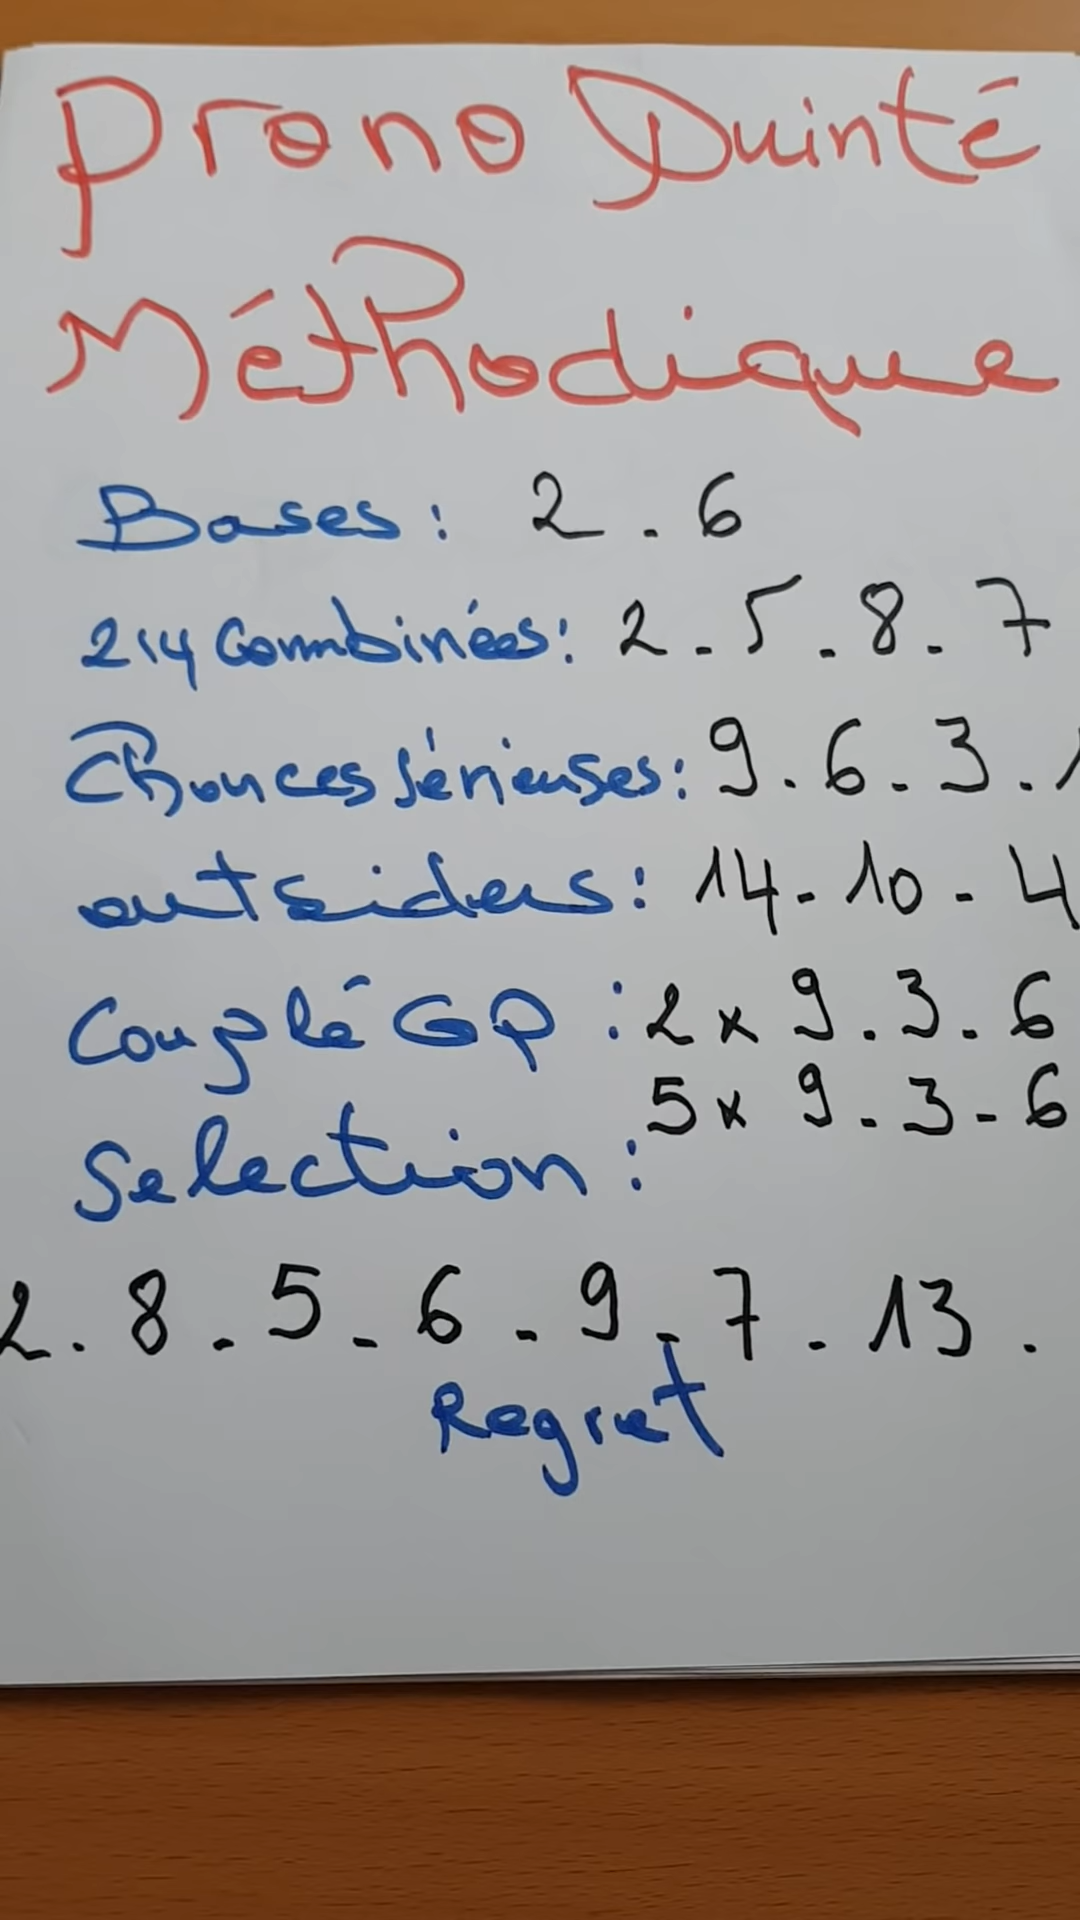 Prono Quinté
Méthodique
Bases: 2 . 6
2/4 Combinées: 2 . 5 . 8 . 7
Chances Sérieuses: 9 . 6 . 3 .
outsiders: 14 - 10 - 4
Couplé GP : 2 x 9 . 3 . 6
5 x 9 . 3 - 6
Selection :
2 . 8 . 5 - 6 - 9 . 7 . 13 .
Regret